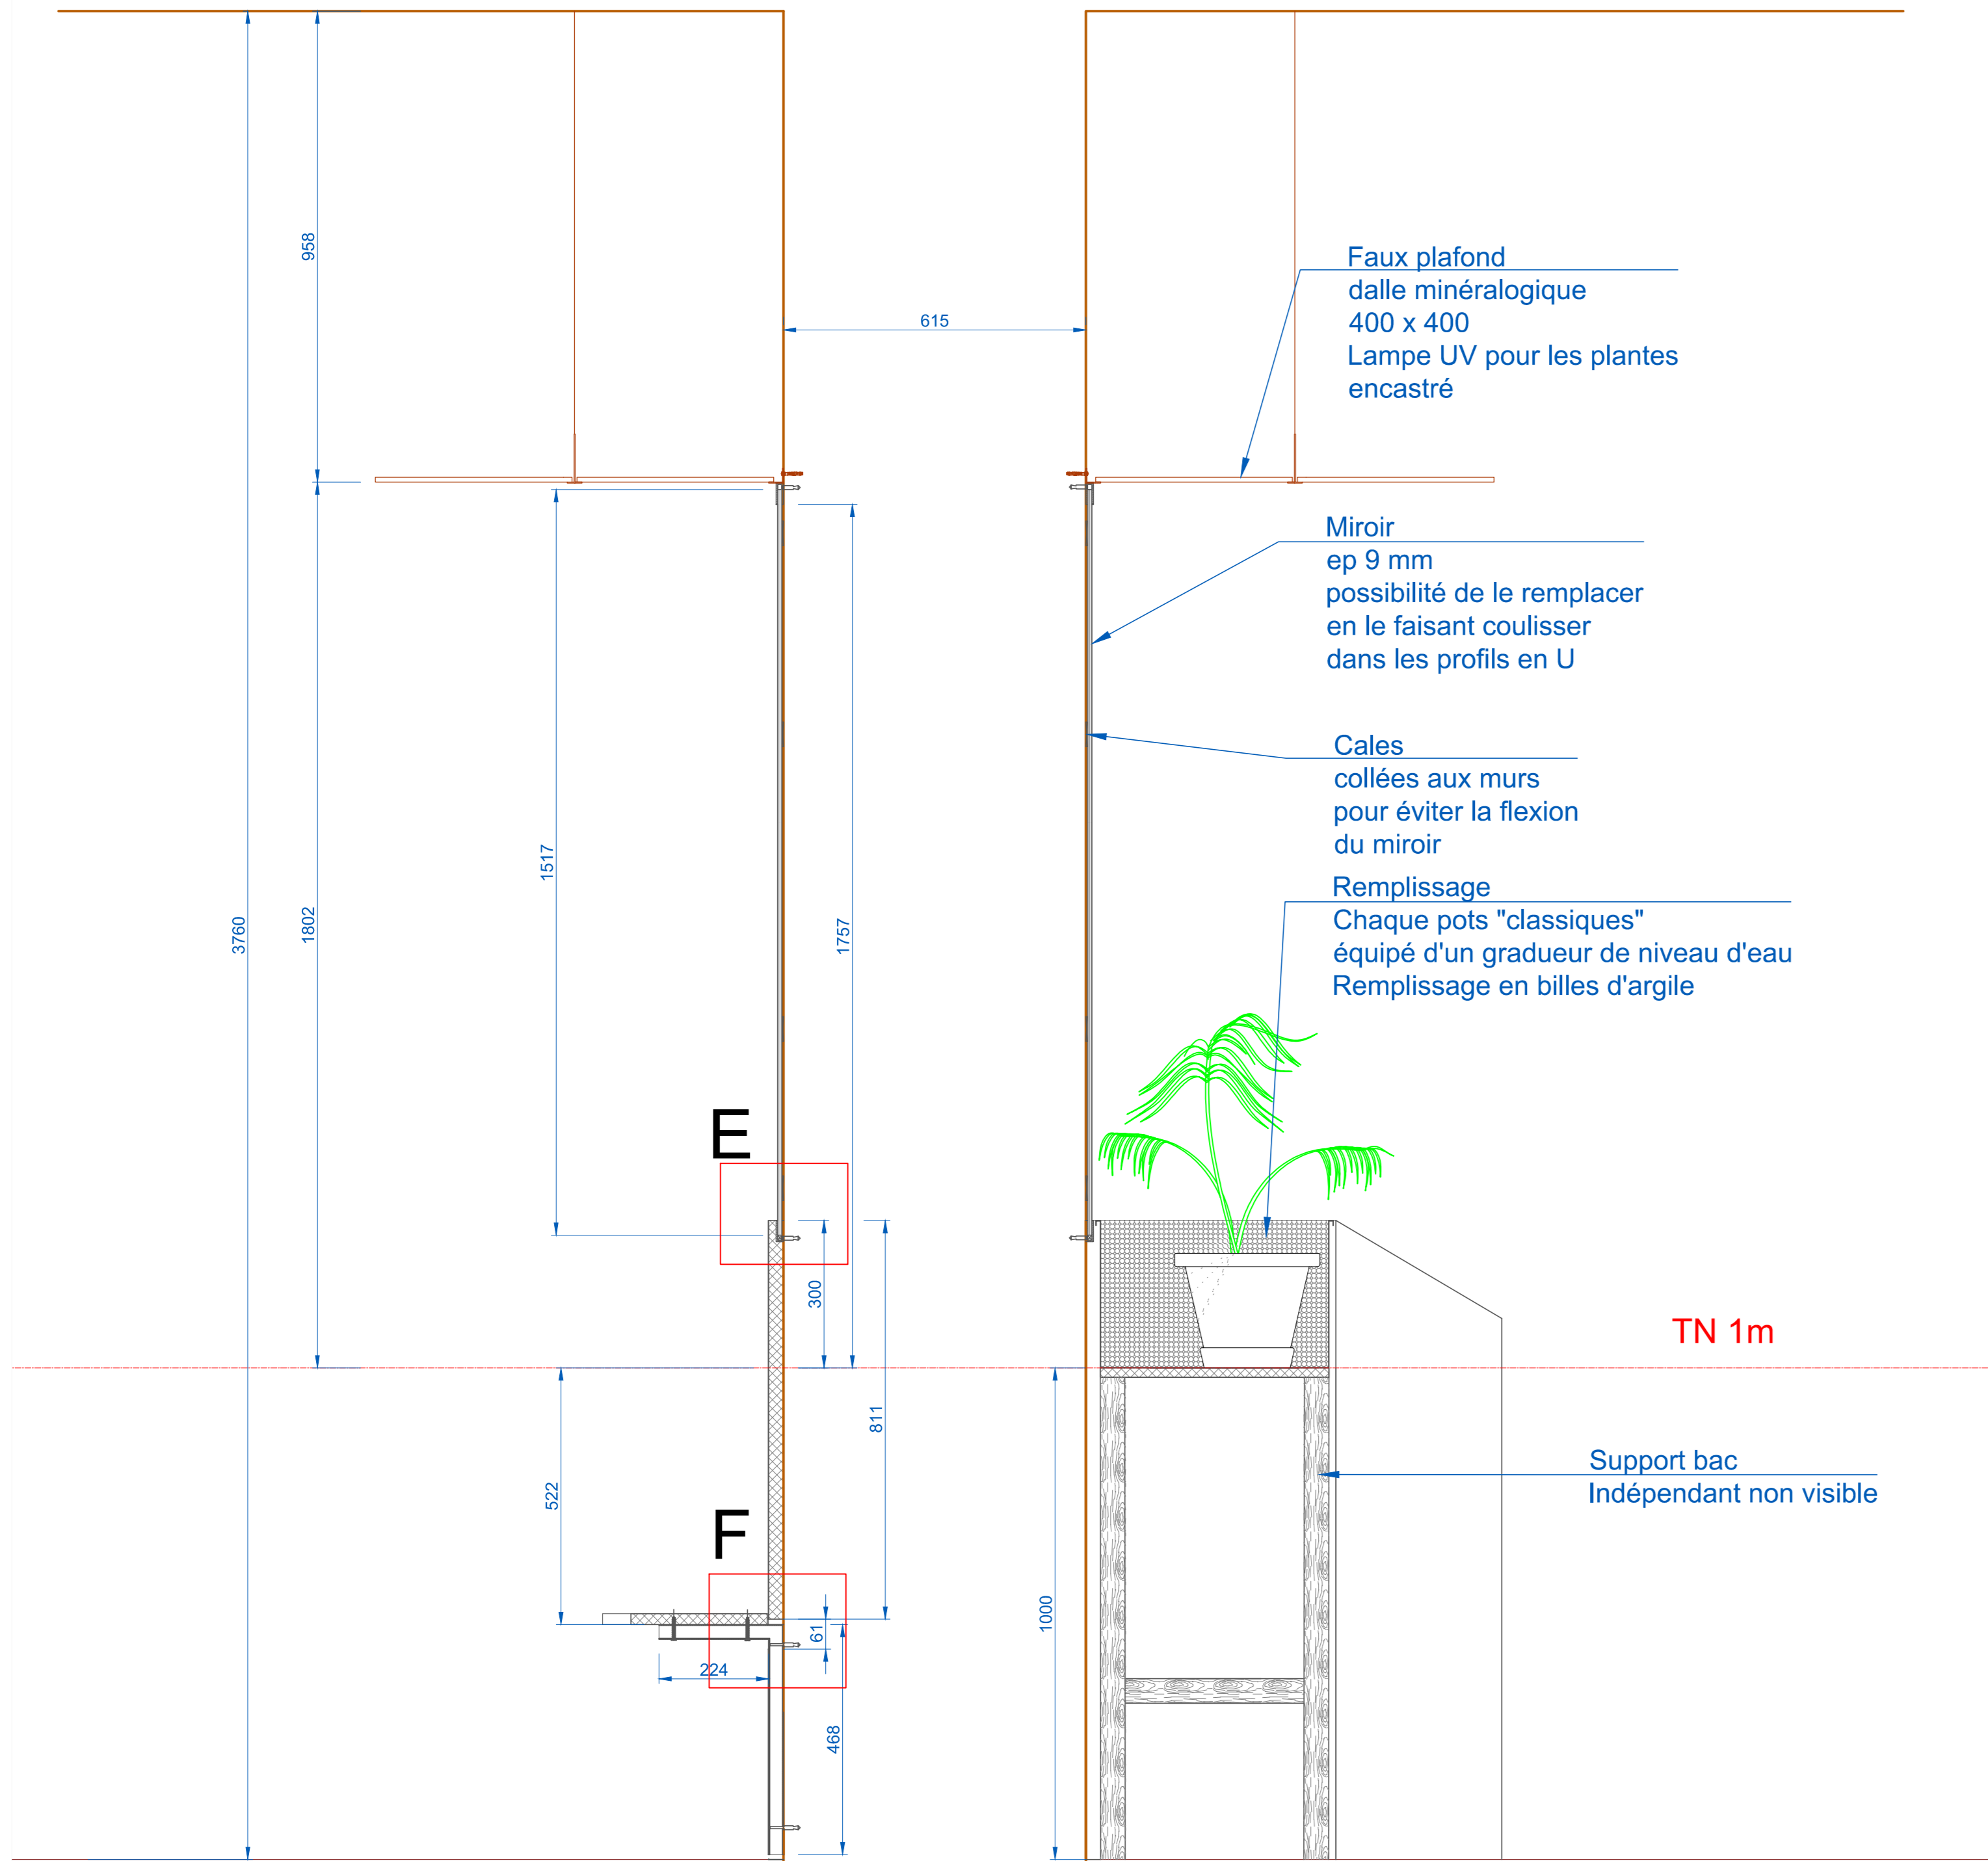 958
615
Faux plafond
dalle minéralogique
400 x 400
Lampe UV pour les plantes
encastré
Miroir
ep 9 mm
possibilité de le remplacer
en le faisant coulisser
dans les profils en U
Cales
collées aux murs
pour éviter la flexion
du miroir
1517
3760
1802
1757
Remplissage
Chaque pots "classiques"
équipé d'un gradueur de niveau d'eau
Remplissage en billes d'argile
E
300
TN 1m
811
522
F
Support bac
Indépendant non visible
1000
61
224
468